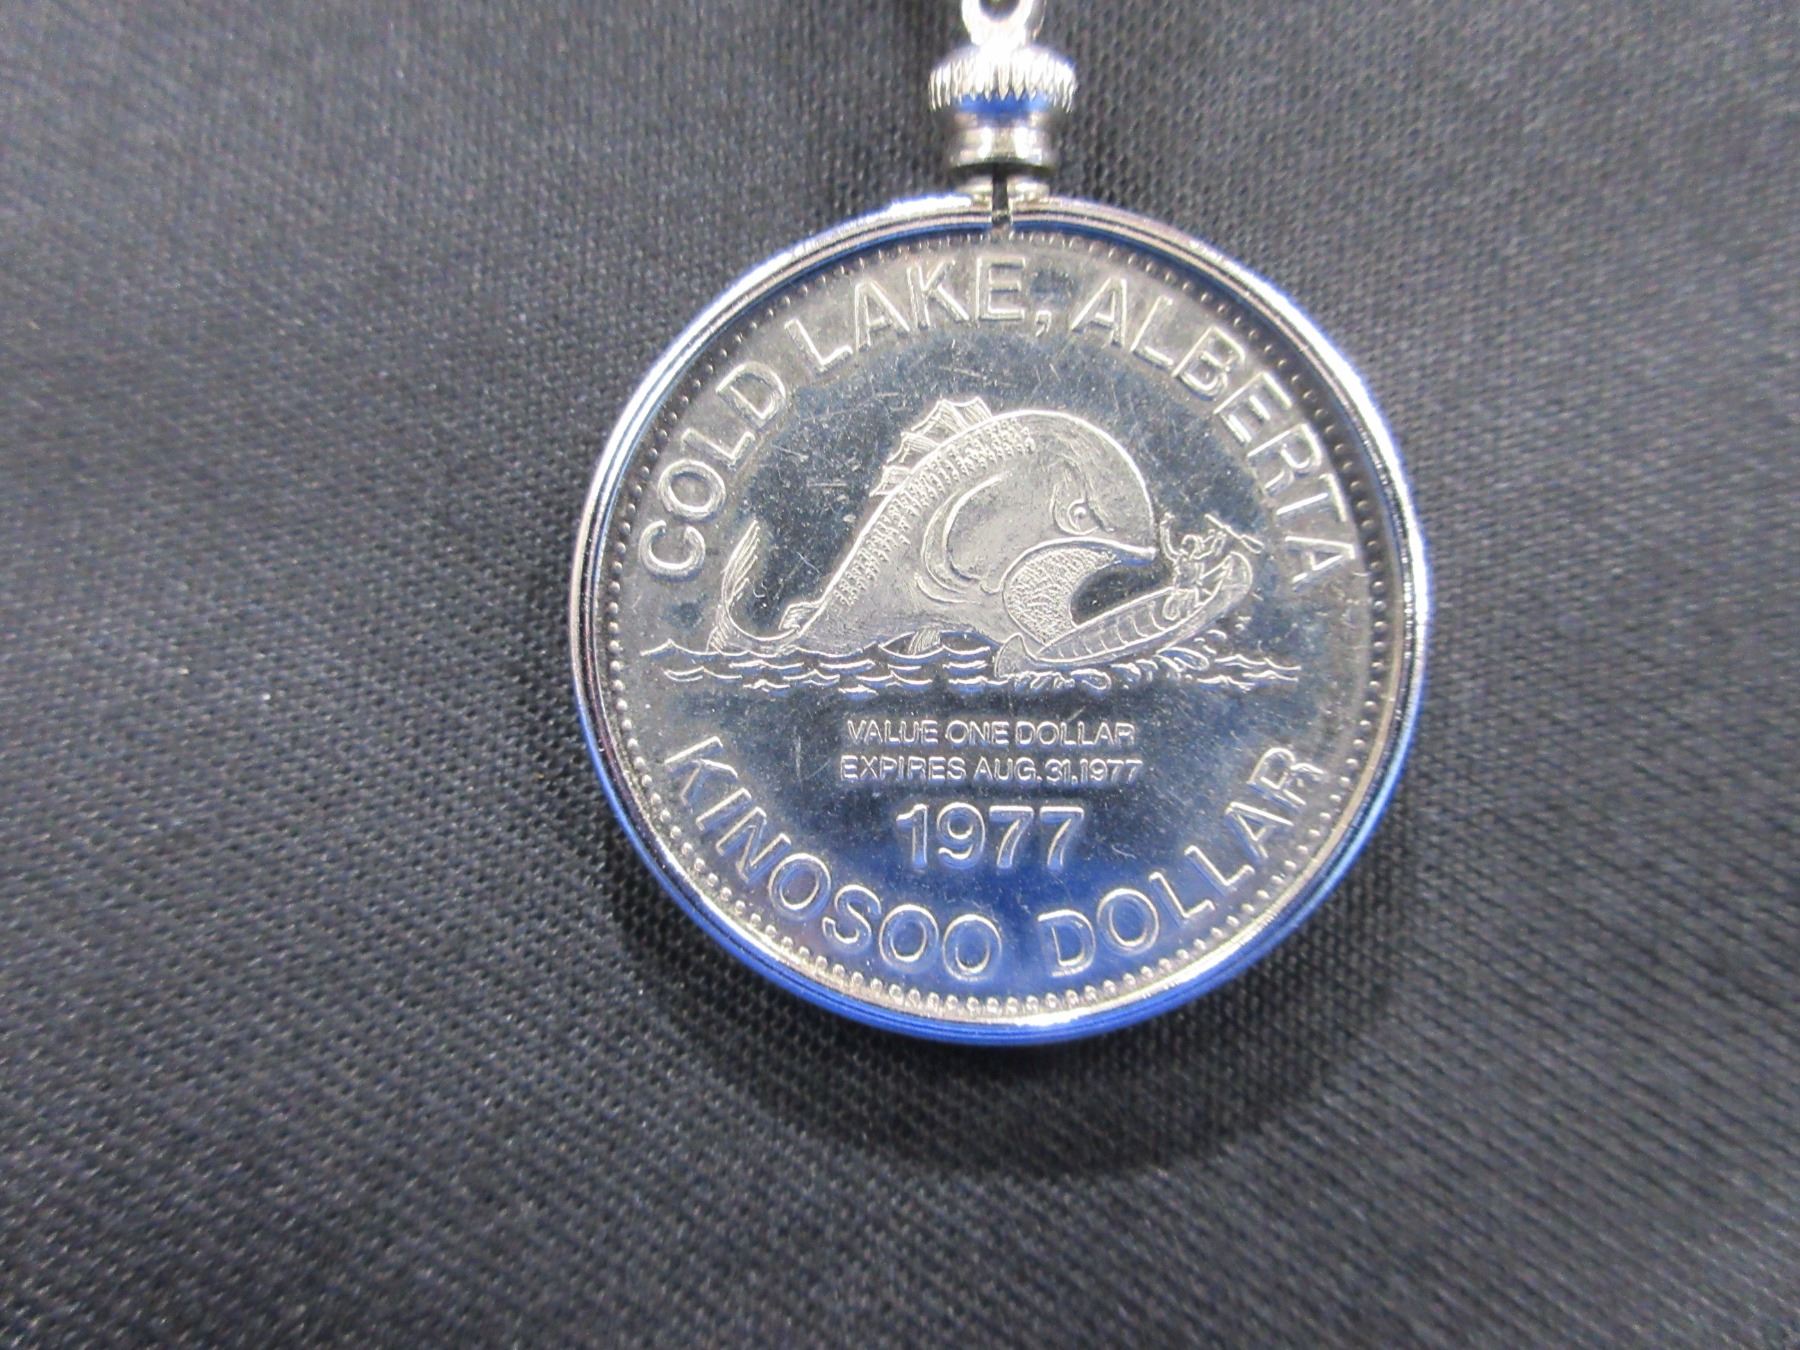 COLD LAKE, ALBERTA
VALUE ONE DOLLAR
EXPIRES AUG. 31, 1977
1977
KINOSOO DOLLAR